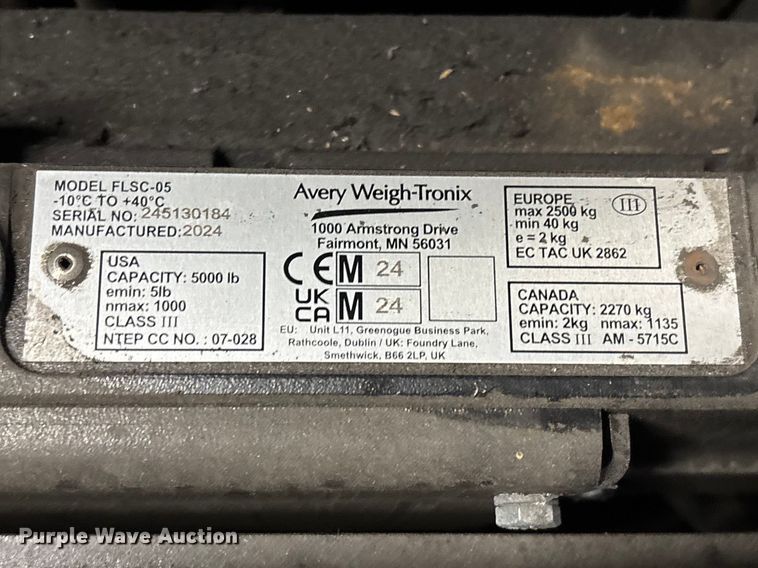 MODEL FLSC-05
-10°C TO +40°C
SERIAL NO: 245130184
MANUFACTURED: 2024
USA
CAPACITY: 5000 lb
emin: 5lb
nmax: 1000
CLASS III
NTEP CC NO. : 07-028
Avery Weigh-Tronix
1000 Armstrong Drive
Fairmont, MN 56031
CE M 24
UK CA M 24
EU: Unit L11, Greenogue Business Park,
Rathcoole, Dublin / UK: Foundry Lane,
Smethwick, B66 2LP, UK
EUROPE III
max 2500 kg
min 40 kg
e = 2 kg
EC TAC UK 2862
CANADA
CAPACITY: 2270 kg
emin: 2kg nmax: 1135
CLASS III AM - 5715C
Purple Wave Auction